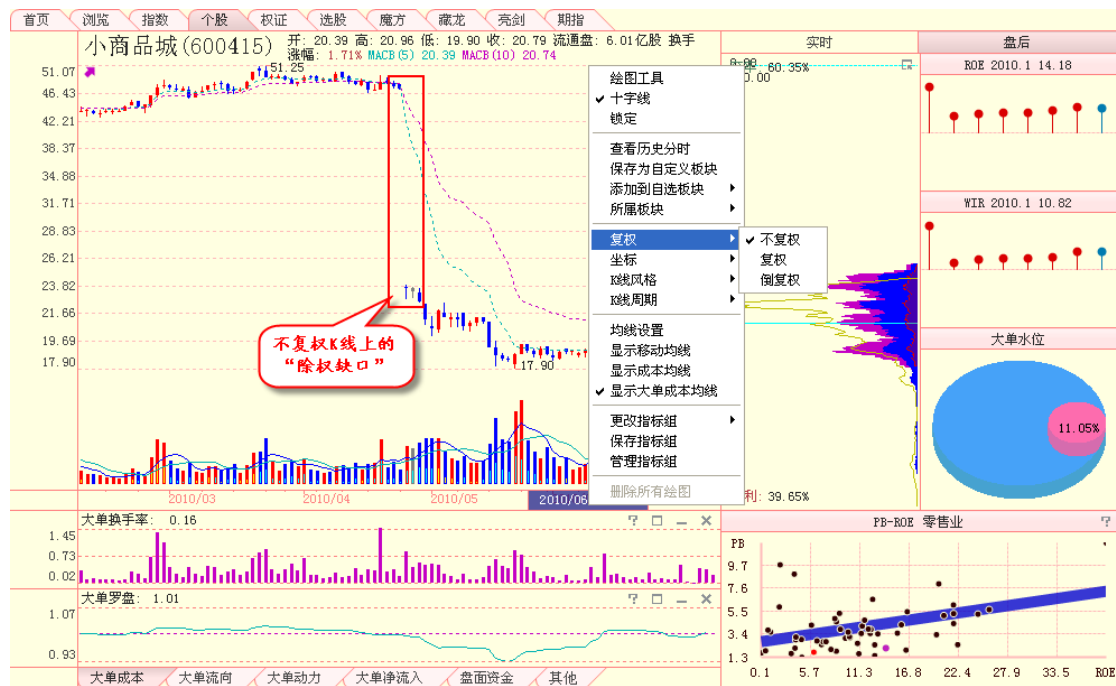 首页 浏览 指数 个股 权证 选股 魔方 藏龙 亮剑 期指
小商品城(600415) 开: 20.39 高: 20.96 低: 19.90 收: 20.79 流通盘: 6.01亿股 换手
涨幅: 1.71% MACB(5) 20.39 MACB(10) 20.74
51.07
46.43
42.21
38.37
34.88
31.71
28.83
26.21
23.82
21.66
19.69
17.90
51.25
17.90
不复权K线上的
“除权缺口”
2010/03 2010/04 2010/05 2010/06
绘图工具
十字线
锁定
查看历史分时
保存为自定义板块
添加到自选板块
所属板块
复权
坐标
K线风格
K线周期
均线设置
显示移动均线
显示成本均线
显示大单成本均线
更改指标组
保存指标组
管理指标组
删除所有绘图
不复权
复权
倒复权
实时
60.35%
0.00
利: 39.65%
盘后
ROE 2010.1 14.18
WIR 2010.1 10.82
大单水位
11.05%
大单换手率: 0.16
1.45
0.73
0.02
大单罗盘: 1.01
1.07
0.93
大单成本 大单流向 大单动力 大单净流入 盘面资金 其他
PB-ROE 零售业
PB
9.7
7.6
5.5
3.4
1.3
0.1 5.7 11.3 16.8 22.4 27.9 33.5 ROE